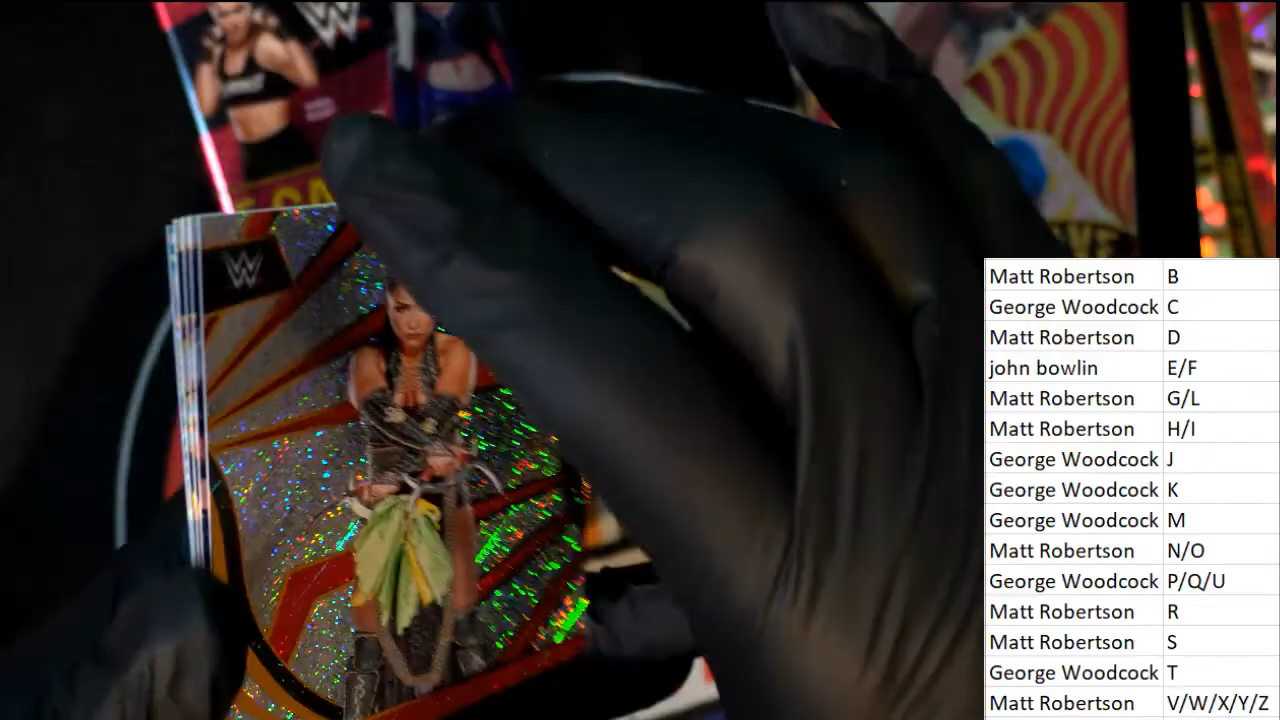 W
W
Matt Robertson B
George Woodcock C
Matt Robertson D
john bowlin E/F
Matt Robertson G/L
Matt Robertson H/I
George Woodcock J
George Woodcock K
George Woodcock M
Matt Robertson N/O
George Woodcock P/Q/U
Matt Robertson R
Matt Robertson S
George Woodcock T
Matt Robertson V/W/X/Y/Z